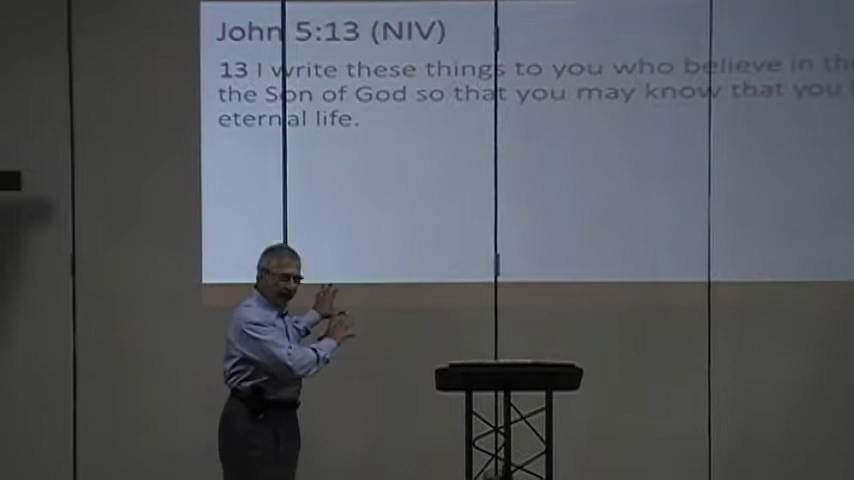 John 5:13 (NIV)
13 I write these things to you who believe in the
the Son of God so that you may know that you
eternal life.